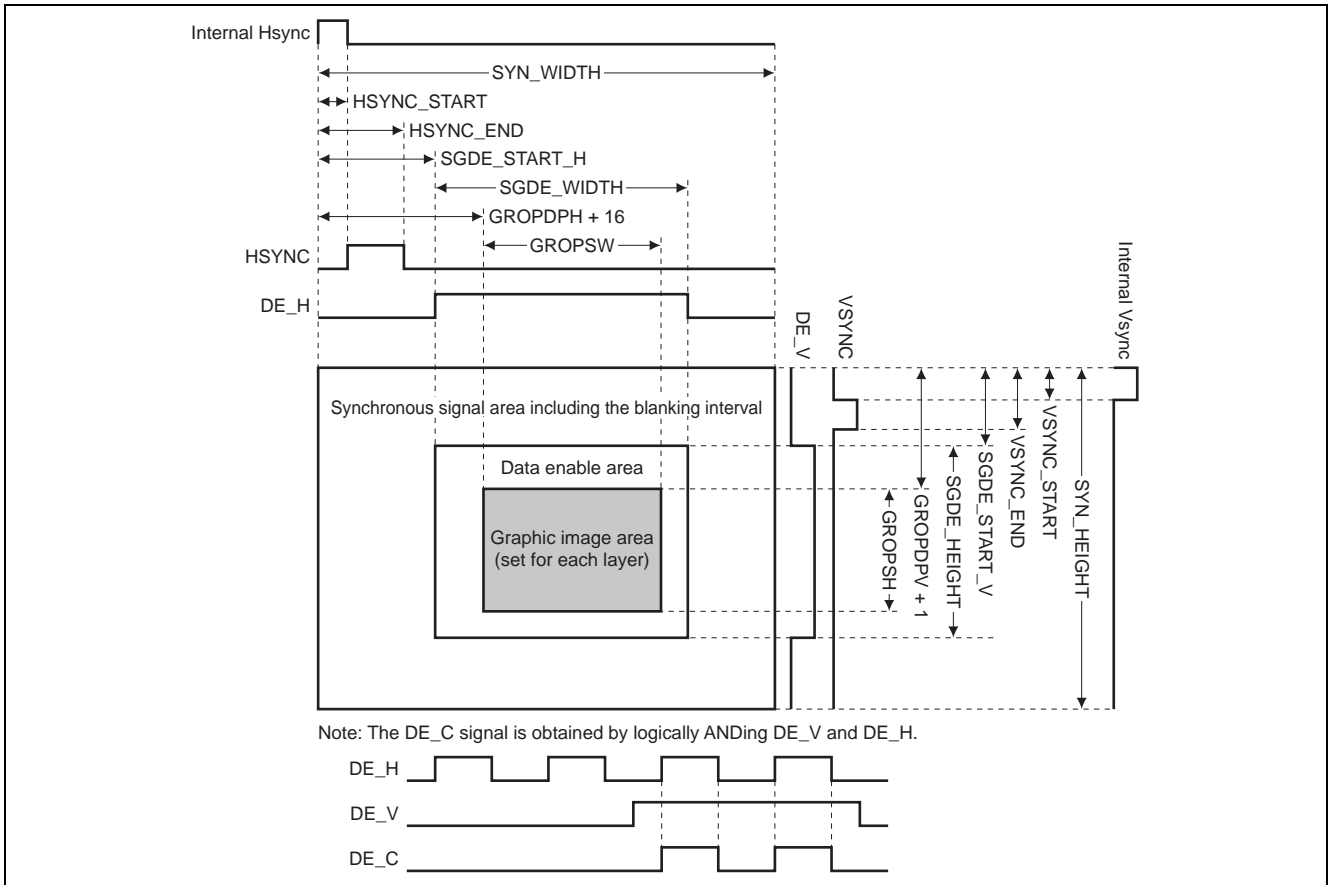 Internal Hsync
SYN_WIDTH
HSYNC_START
HSYNC_END
SGDE_START_H
SGDE_WIDTH
GROPDPH + 16
GROPSW
HSYNC
DE_H
DE_V
VSYNC
Internal Vsync
Synchronous signal area including the blanking interval
Data enable area
Graphic image area
(set for each layer)
GROPSH
GROPDPV + 1
SGDE_HEIGHT
SGDE_START_V
VSYNC_END
VSYNC_START
SYN_HEIGHT
Note: The DE_C signal is obtained by logically ANDing DE_V and DE_H.
DE_H
DE_V
DE_C